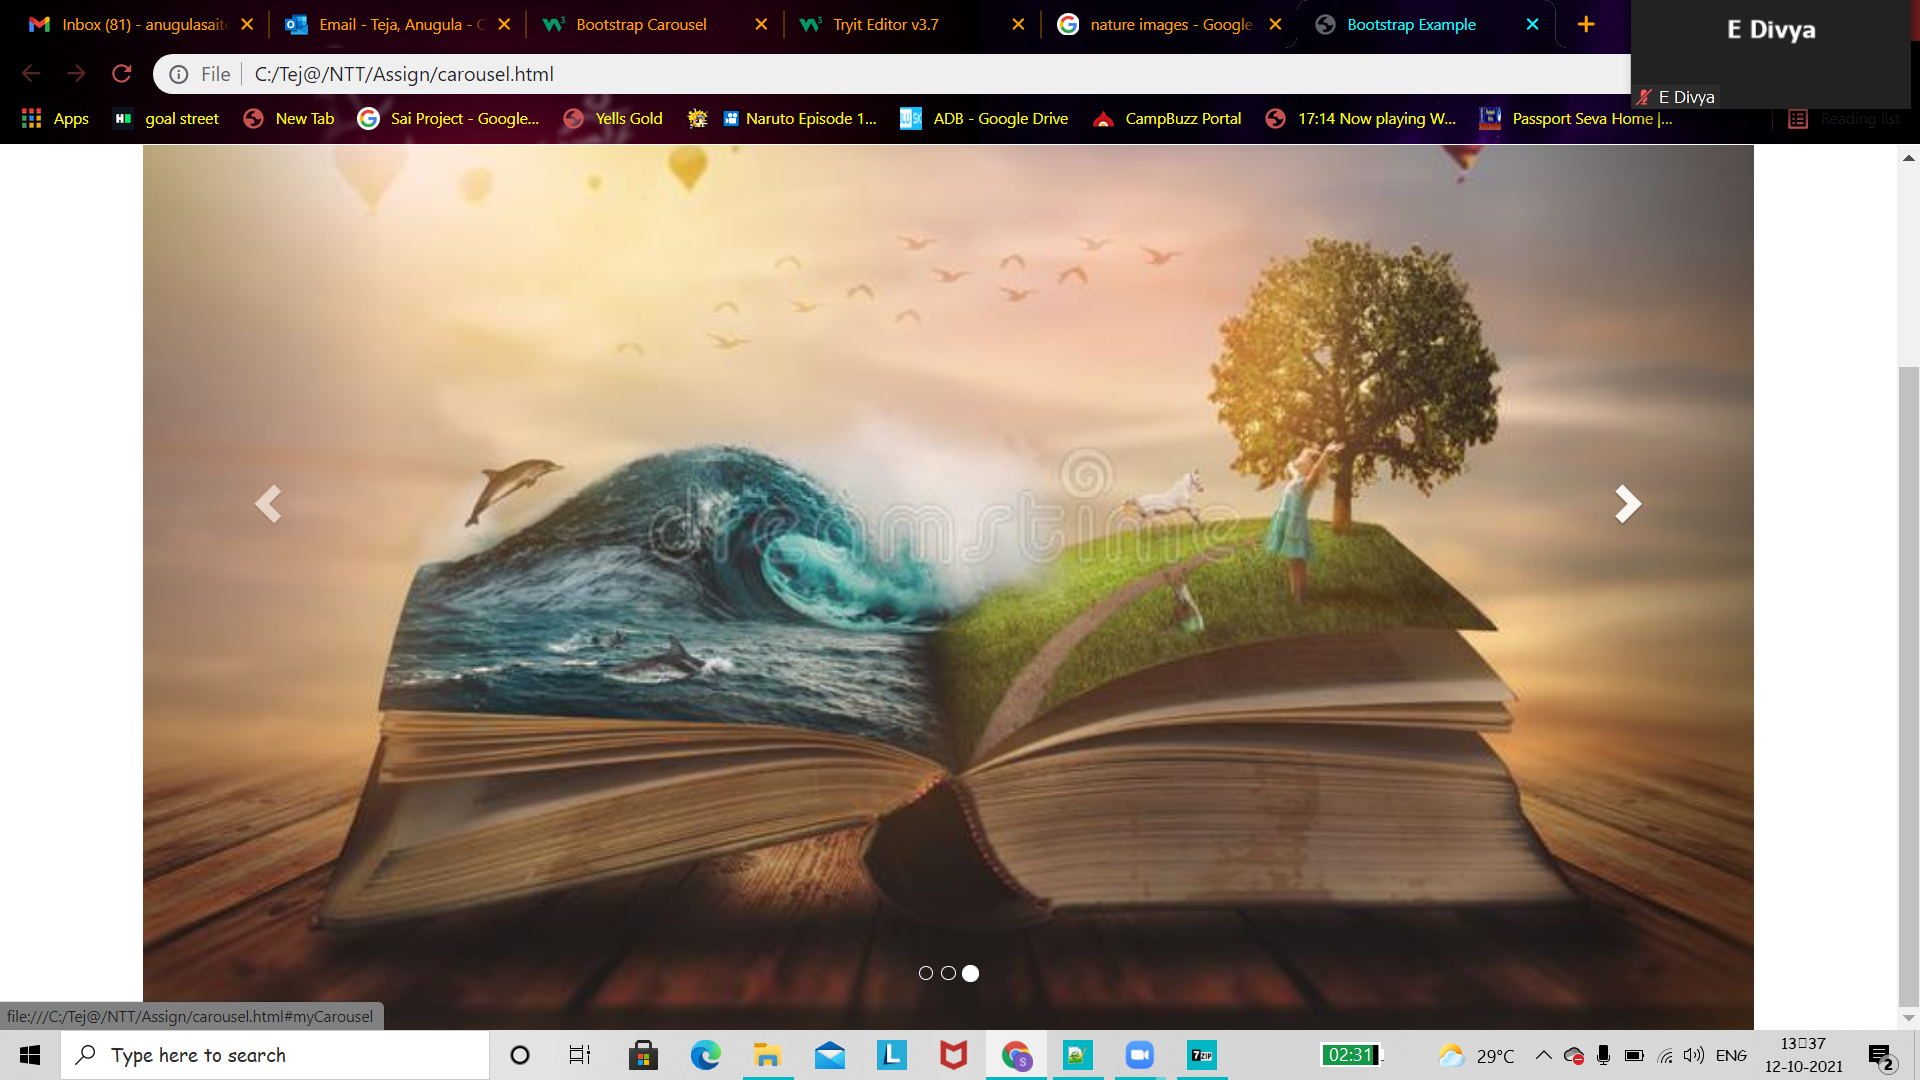 Inbox (81) - anugulasait
Email - Teja, Anugula - C
Bootstrap Carousel
Tryit Editor v3.7
nature images - Google
Bootstrap Example
E Divya
File
C:/Tej@/NTT/Assign/carousel.html
E Divya
Apps
goal street
New Tab
Sai Project - Google...
Yells Gold
Naruto Episode 1...
ADB - Google Drive
CampBuzz Portal
17:14 Now playing W...
Passport Seva Home |...
Reading list
dreamstime
file:///C:/Tej@/NTT/Assign/carousel.html#myCarousel
Type here to search
02:31
29°C
ENG
13▯37
12-10-2021
2